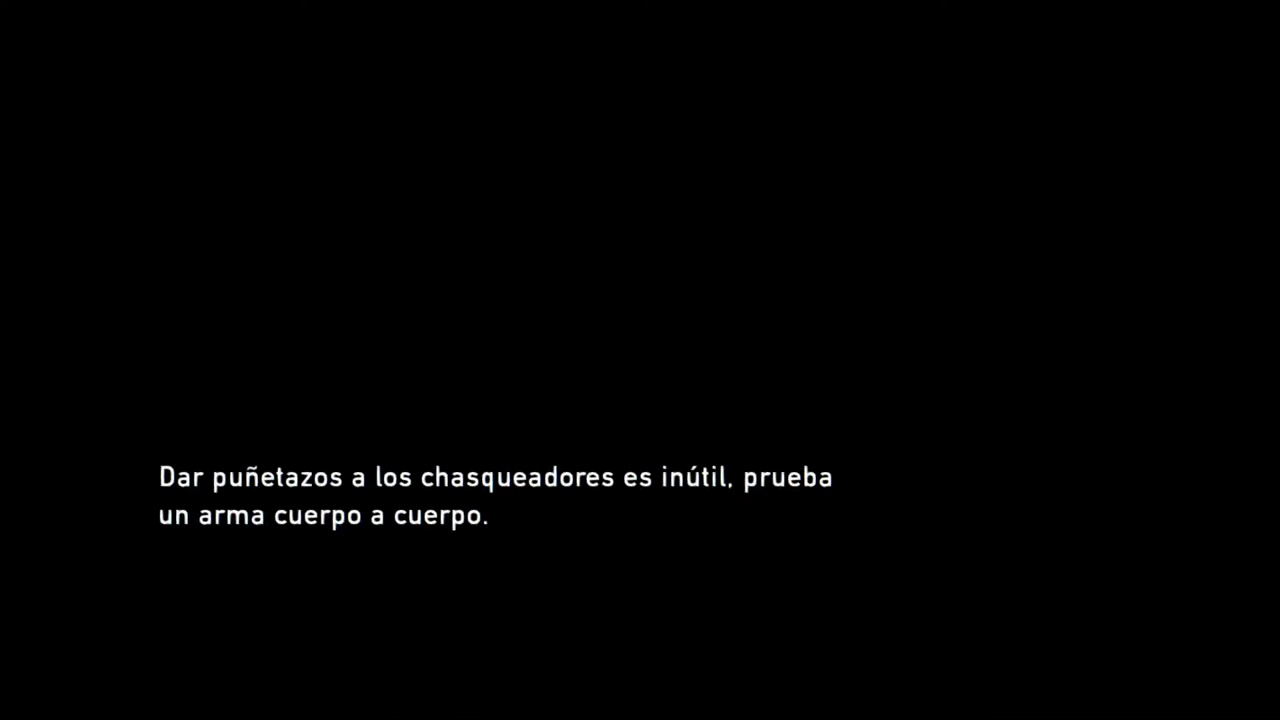 Dar puñetazos a los chasqueadores es inútil, prueba
un arma cuerpo a cuerpo.